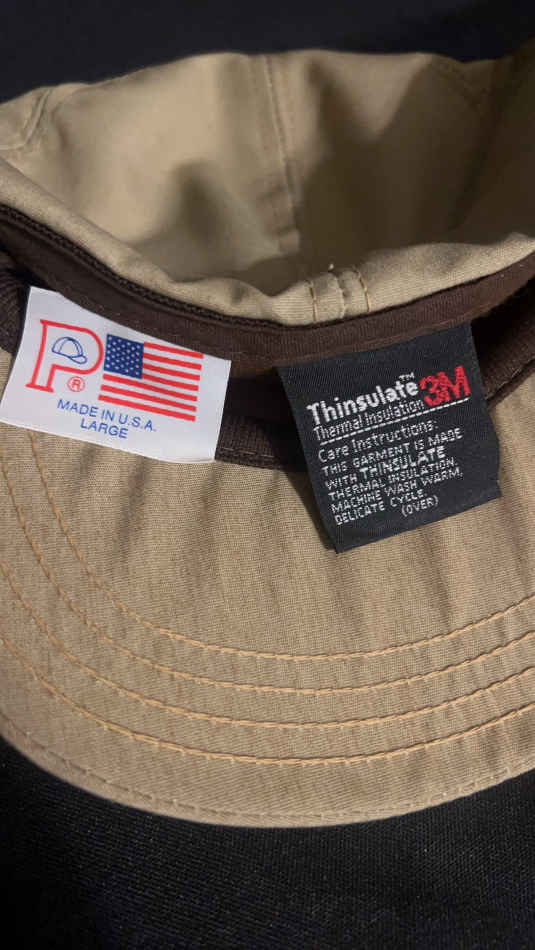 P®
MADE IN U.S.A.
LARGE
Thinsulate™ 3M
Thermal Insulation
Care Instructions:
THIS GARMENT IS MADE
WITH THINSULATE
THERMAL INSULATION.
MACHINE WASH WARM,
DELICATE CYCLE.
(OVER)